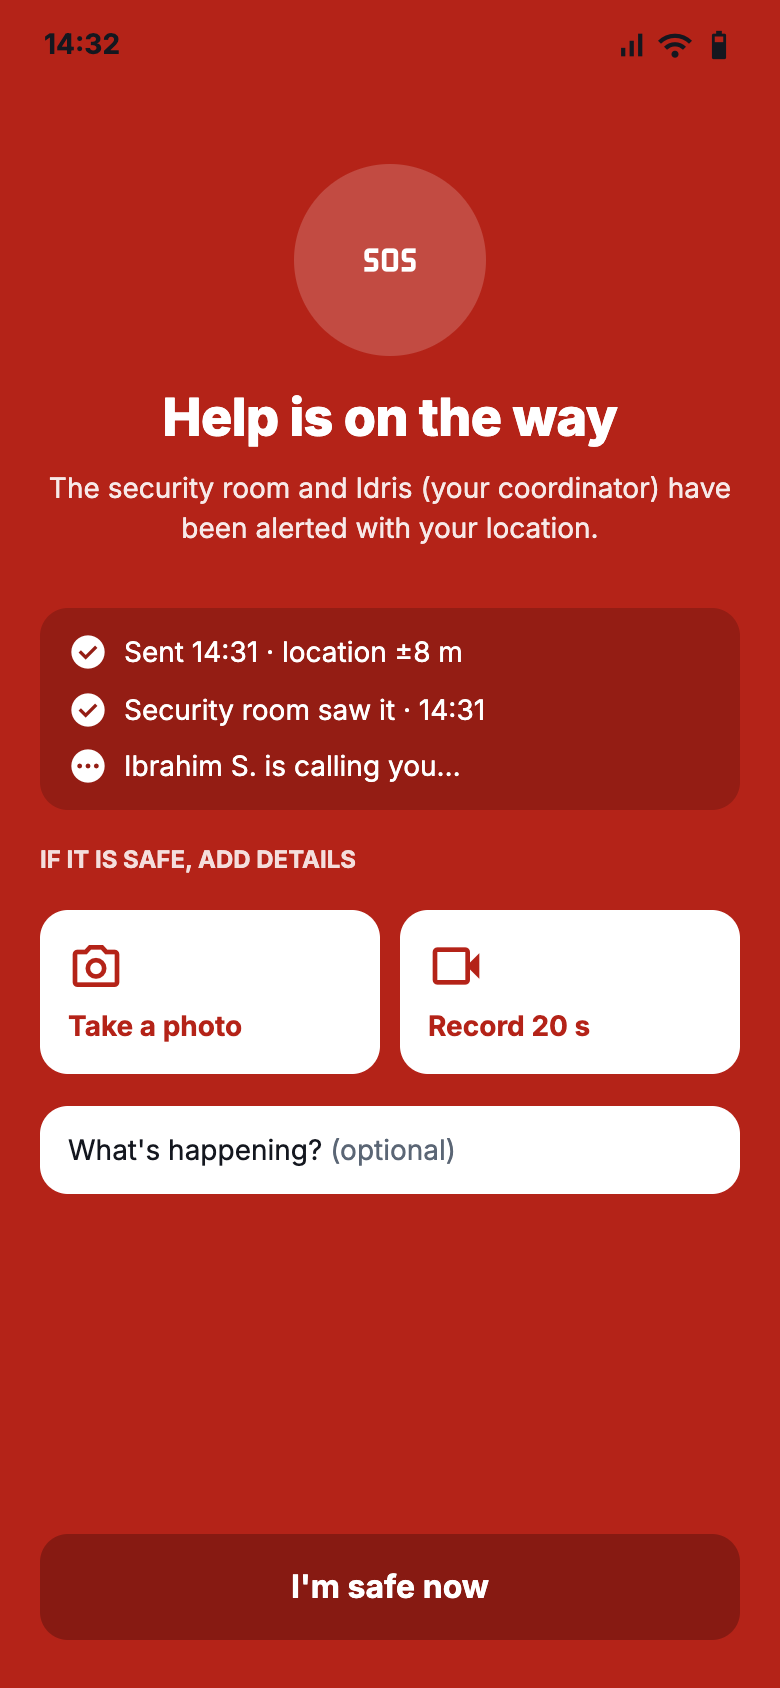 14:32
SOS
Help is on the way
The security room and Idris (your coordinator) have
been alerted with your location.
Sent 14:31 · location ±8 m
Security room saw it · 14:31
Ibrahim S. is calling you...
IF IT IS SAFE, ADD DETAILS
Take a photo
Record 20 s
What's happening? (optional)
I'm safe now